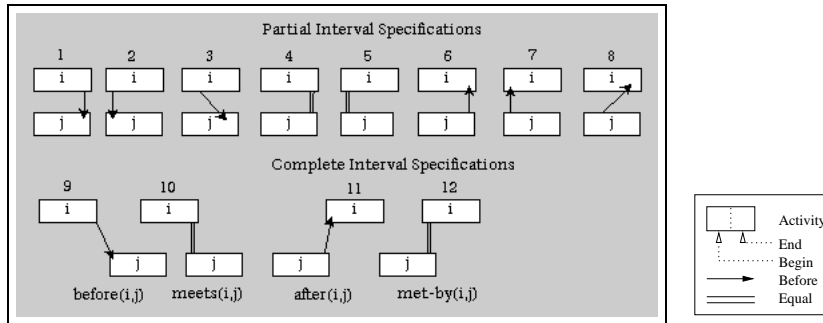 Partial Interval Specifications
1 2 3 4 5 6 7 8
i i i i i i i i
j j j j j j j j
Complete Interval Specifications
9 10 11 12
i i i i
j j j j
before(i,j) meets(i,j) after(i,j) met-by(i,j)
Activity
End
Begin
Before
Equal